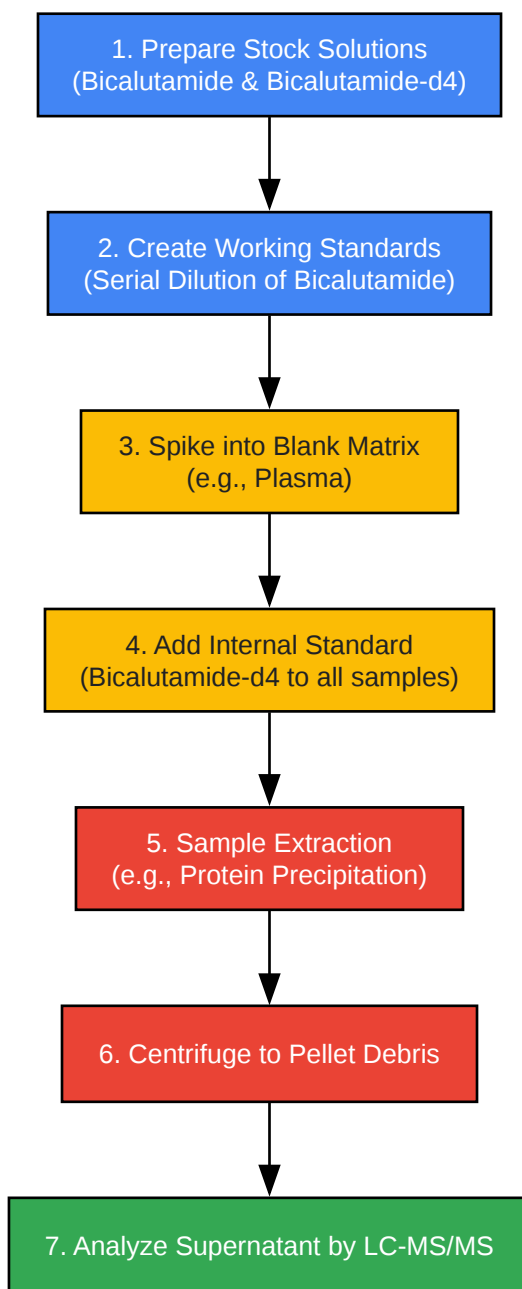 1. Prepare Stock Solutions
(Bicalutamide & Bicalutamide-d4)
2. Create Working Standards
(Serial Dilution of Bicalutamide)
3. Spike into Blank Matrix
(e.g., Plasma)
4. Add Internal Standard
(Bicalutamide-d4 to all samples)
5. Sample Extraction
(e.g., Protein Precipitation)
6. Centrifuge to Pellet Debris
7. Analyze Supernatant by LC-MS/MS